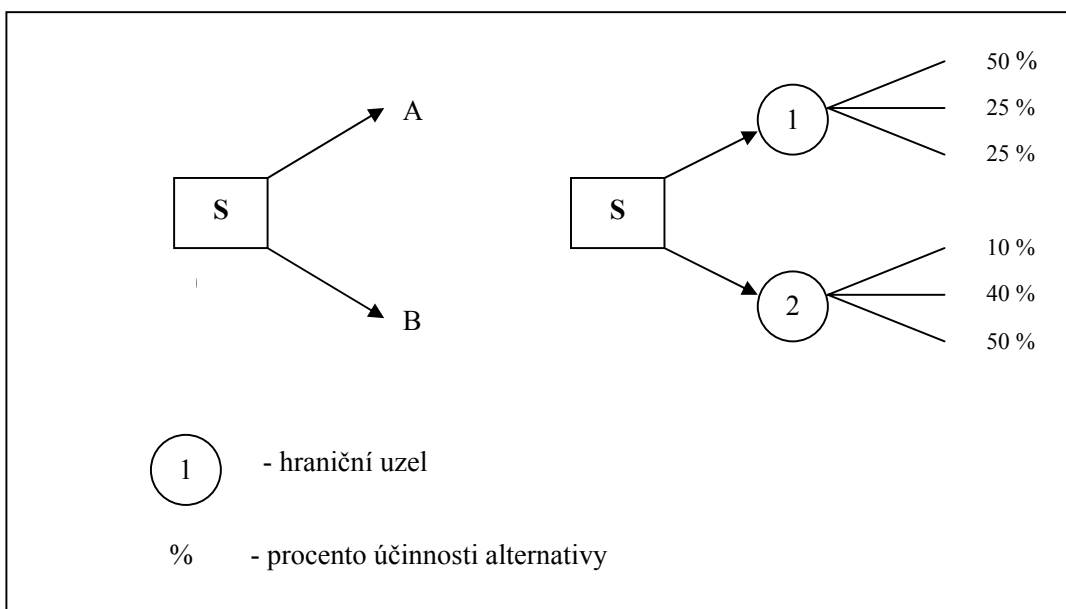 A
S
B
S
1
50 %
25 %
25 %
2
10 %
40 %
50 %
1 - hraniční uzel
% - procento účinnosti alternativy